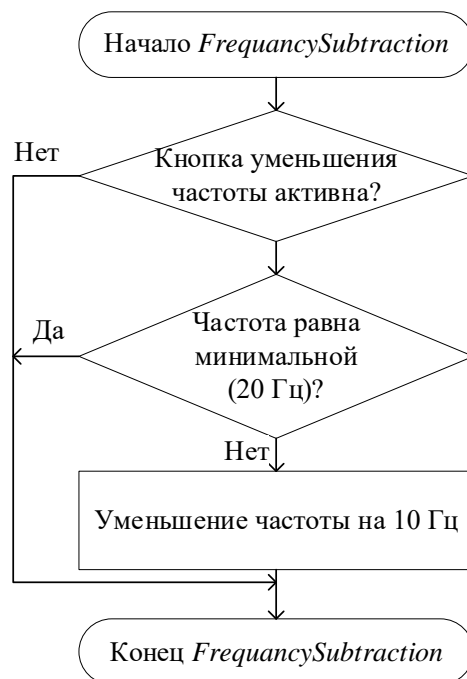 Начало FrequancySubtraction
Нет
Кнопка уменьшения
частоты активна?
Да
Частота равна
минимальной
(20 Гц)?
Нет
Уменьшение частоты на 10 Гц
Конец FrequancySubtraction